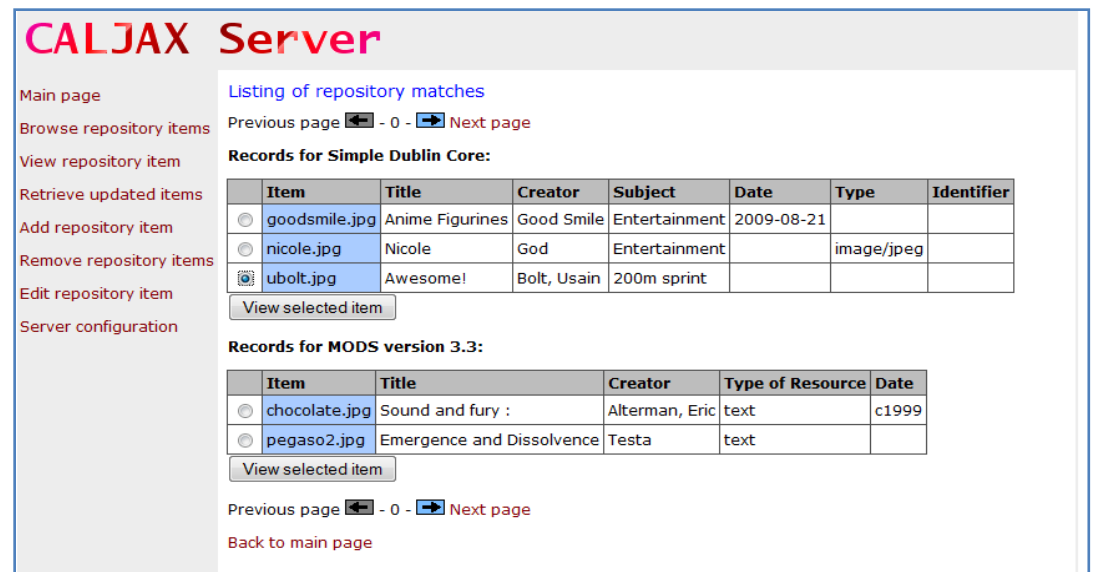 CALJAX Server
Main page
Browse repository items
View repository item
Retrieve updated items
Add repository item
Remove repository items
Edit repository item
Server configuration
Listing of repository matches
Previous page - 0 - Next page
Records for Simple Dublin Core:
Item Title Creator Subject Date Type Identifier
goodsmile.jpg Anime Figurines Good Smile Entertainment 2009-08-21
nicole.jpg Nicole God Entertainment image/jpeg
ubolt.jpg Awesome! Bolt, Usain 200m sprint
View selected item
Records for MODS version 3.3:
Item Title Creator Type of Resource Date
chocolate.jpg Sound and fury : Alterman, Eric text c1999
pegaso2.jpg Emergence and Dissolvence Testa text
View selected item
Previous page - 0 - Next page
Back to main page